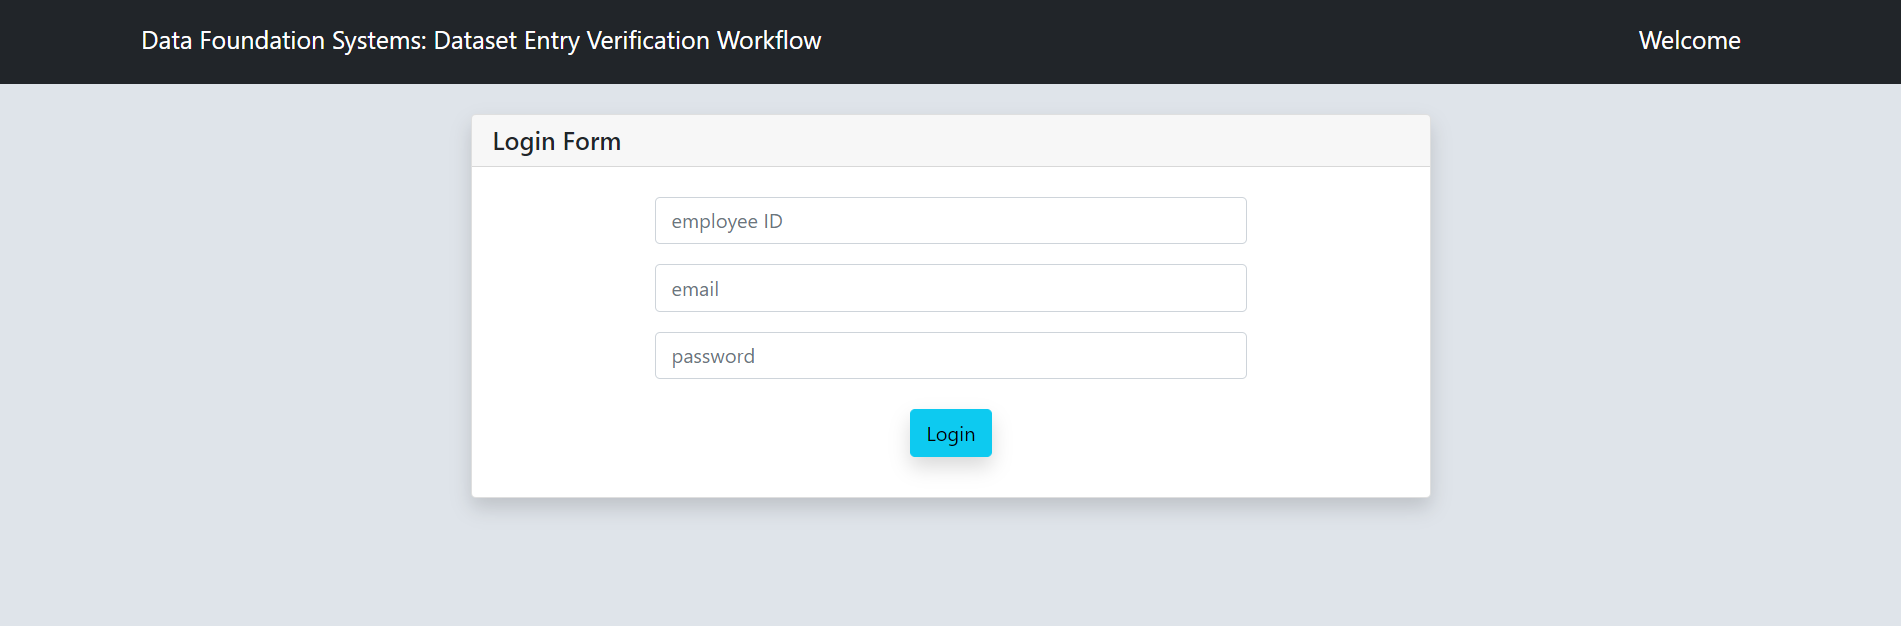 Data Foundation Systems: Dataset Entry Verification Workflow
Welcome
Login Form
employee ID
email
password
Login